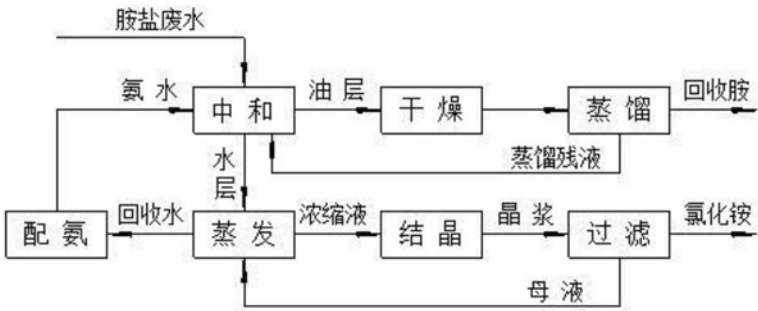 胺盐废水
氨水
中和
油层
干燥
蒸馏
回收胺
蒸馏残液
水层
配氨
回收水
蒸发
浓缩液
结晶
晶浆
过滤
氯化铵
母液